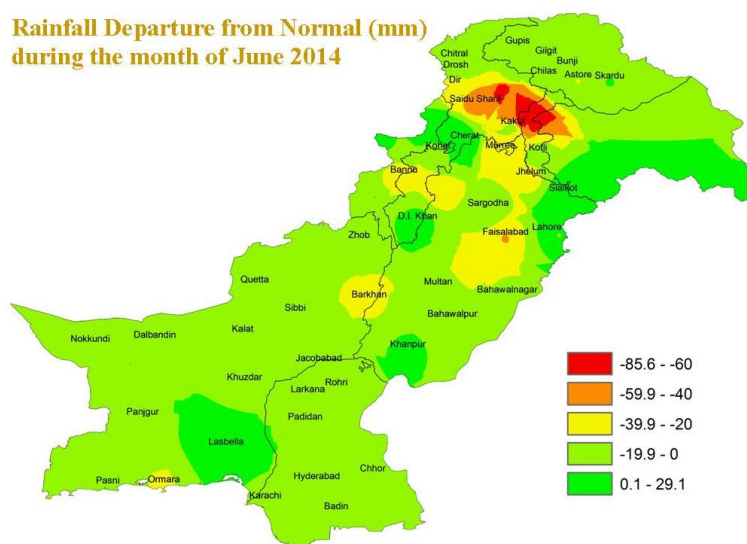 Rainfall Departure from Normal (mm)
during the month of June 2014
Gupis
Gilgit
Chitral
Drosh
Bunji
Chilas
Astore
Skardu
Dir
Saidu Sharif
Kakul
Cherat
Kohat
Murree
Kotli
Bannu
Jhelum
Sialkot
Sargodha
D.I. Khan
Zhob
Faisalabad
Lahore
Quetta
Barkhan
Multan
Bahawalnagar
Sibbi
Bahawalpur
Nokkundi
Dalbandin
Kalat
Khanpur
Jacobabad
Khuzdar
Rohri
Larkana
Panjgur
Padidan
Lasbella
Pasni
Ormara
Hyderabad
Chhor
Karachi
Badin
-85.6 - -60
-59.9 - -40
-39.9 - -20
-19.9 - 0
0.1 - 29.1